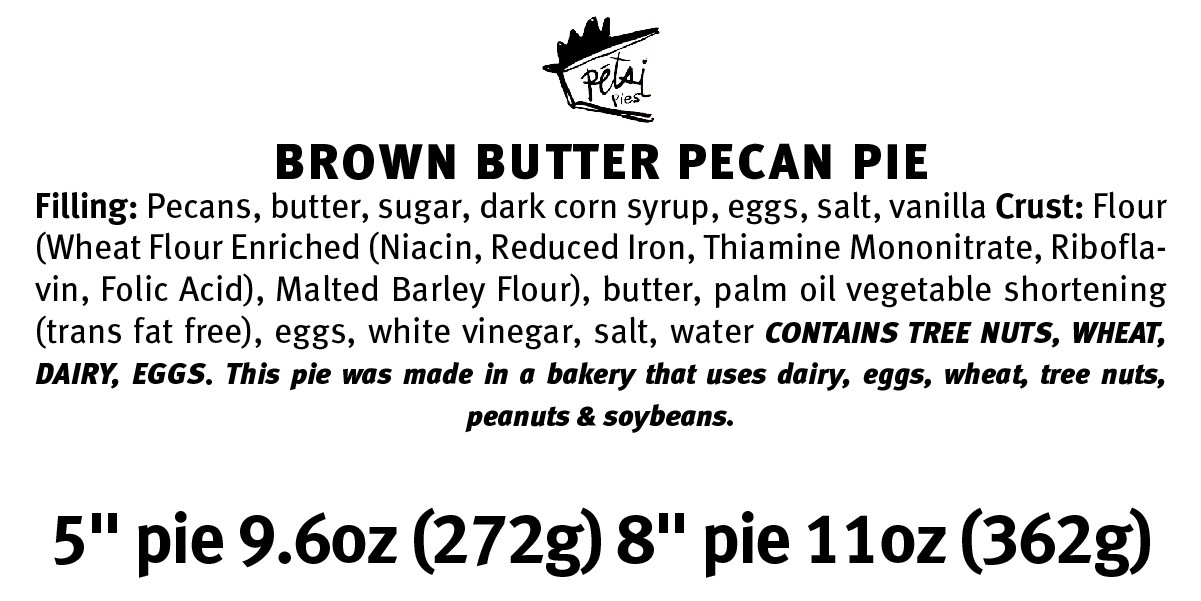 pétsi
pies
BROWN BUTTER PECAN PIE
Filling: Pecans, butter, sugar, dark corn syrup, eggs, salt, vanilla Crust: Flour
(Wheat Flour Enriched (Niacin, Reduced Iron, Thiamine Mononitrate, Ribofla-
vin, Folic Acid), Malted Barley Flour), butter, palm oil vegetable shortening
(trans fat free), eggs, white vinegar, salt, water CONTAINS TREE NUTS, WHEAT,
DAIRY, EGGS. This pie was made in a bakery that uses dairy, eggs, wheat, tree nuts,
peanuts & soybeans.
5" pie 9.6oz (272g) 8" pie 11oz (362g)